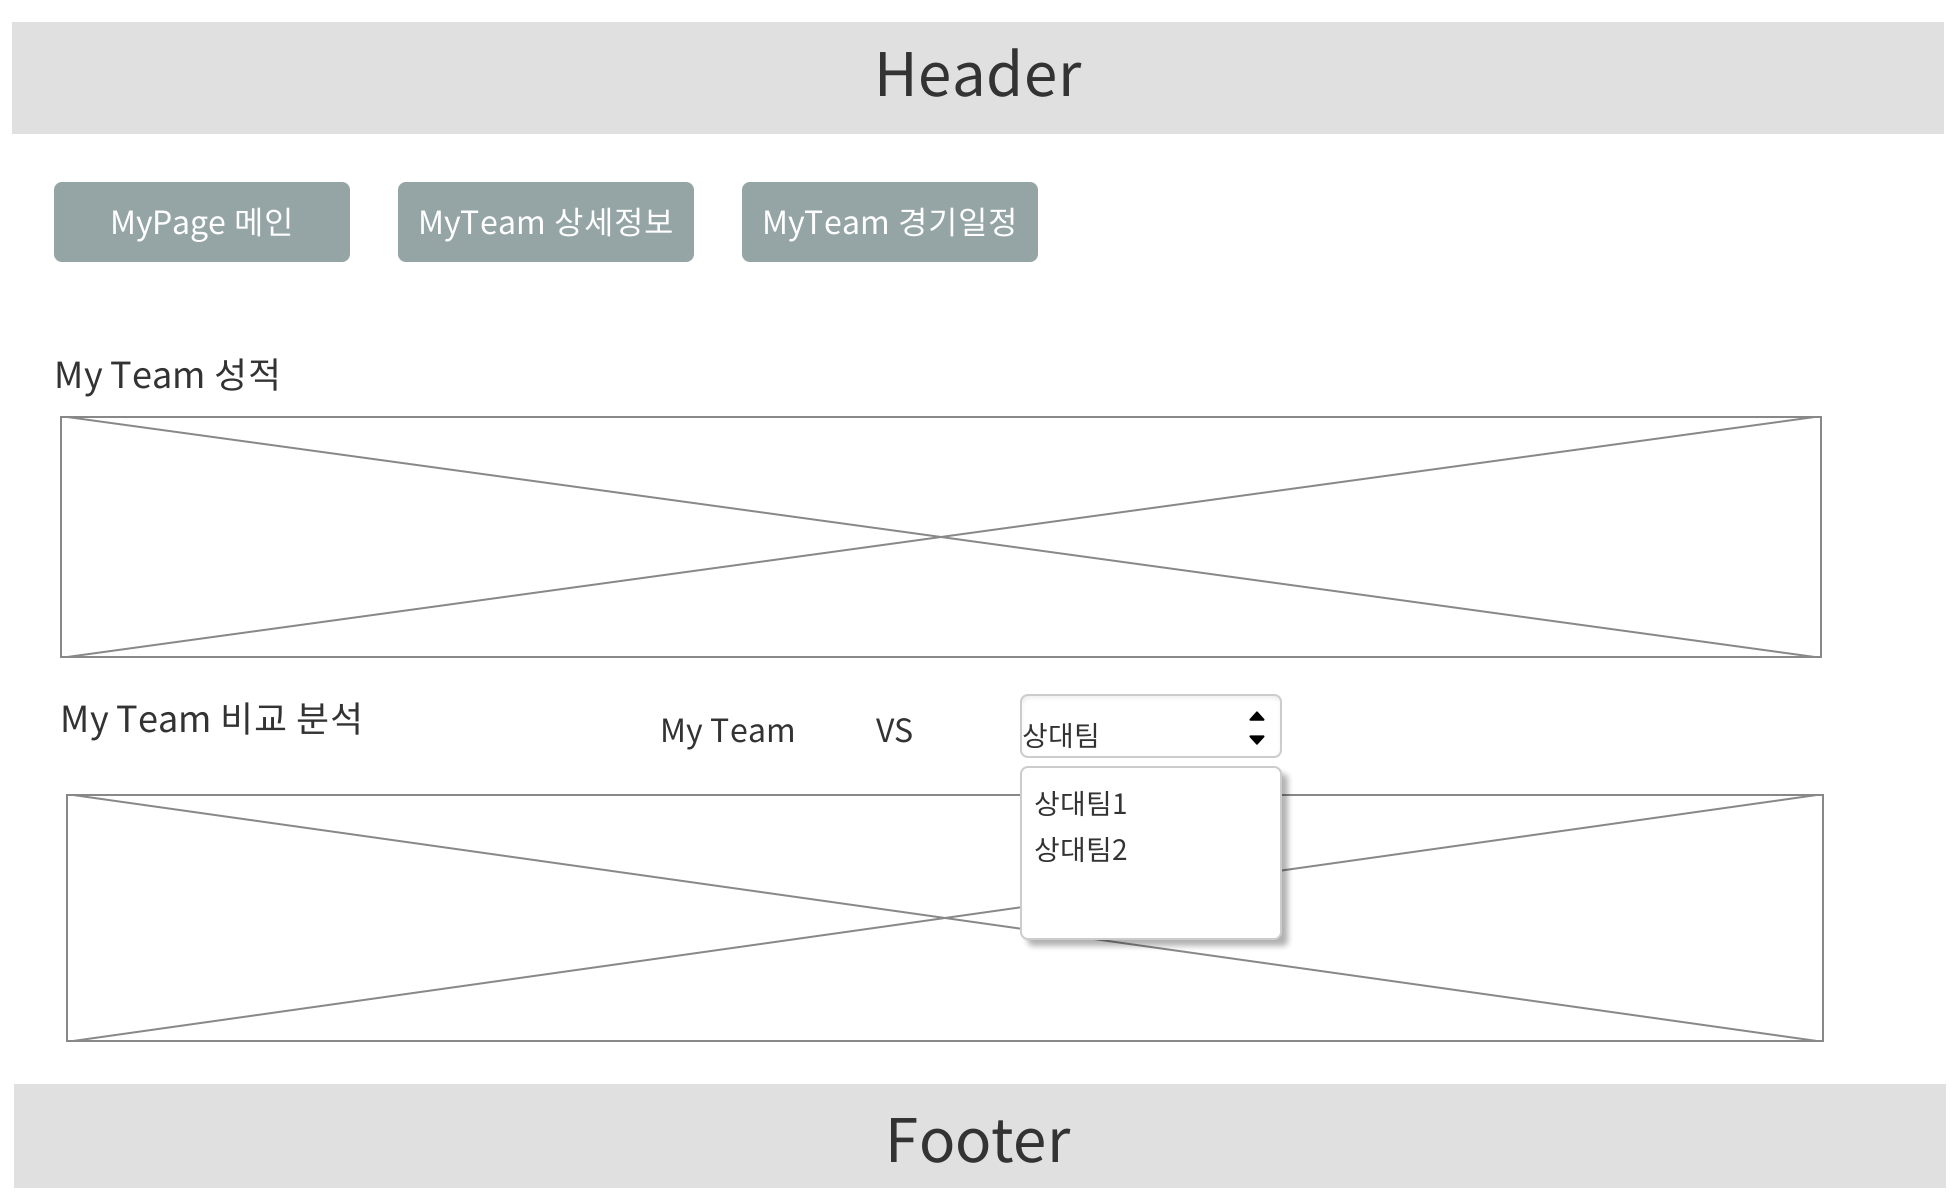 Header
MyPage 메인
MyTeam 상세정보
MyTeam 경기일정
My Team 성적
My Team 비교 분석
My Team
VS
상대팀
상대팀1
상대팀2
Footer